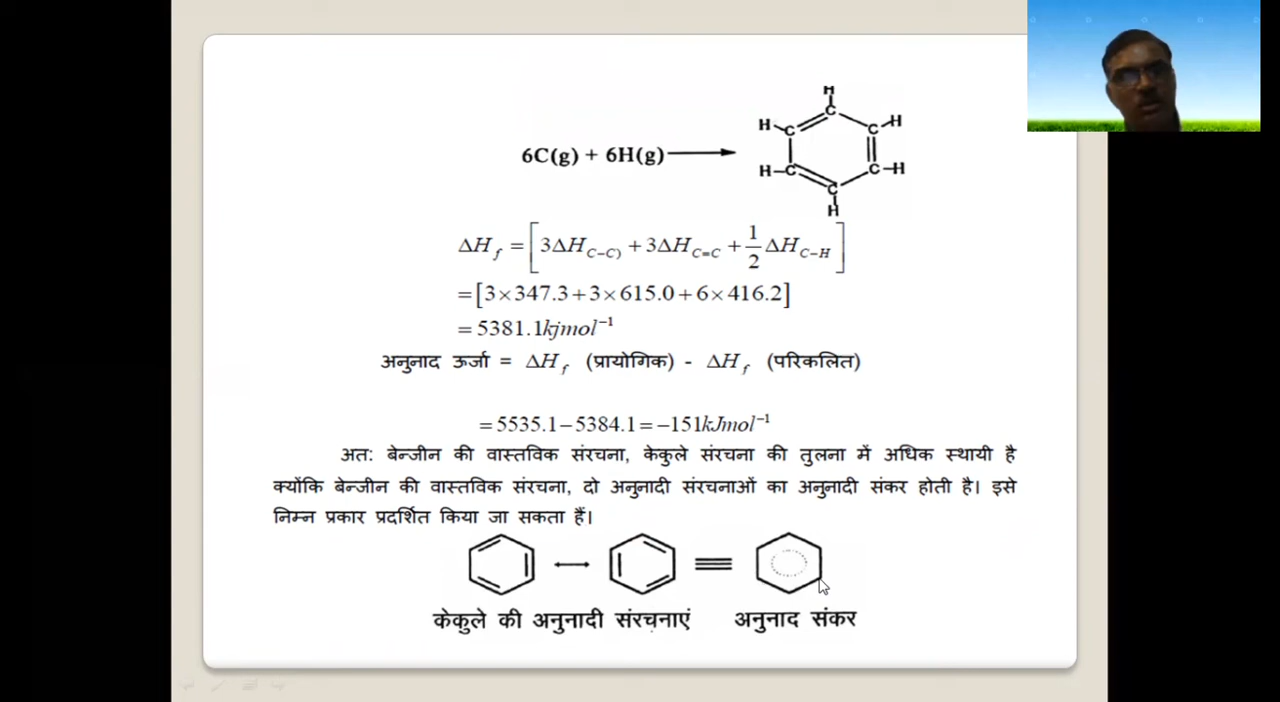 6C(g) + 6H(g) ⟶
H
H–C C C–H
H–C C C–H
H
ΔH_f = [3ΔH_{C–C)} + 3ΔH_{C=C} + 1/2 ΔH_{C–H}]
= [3×347.3+3×615.0+6×416.2]
= 5381.1kjmol⁻¹
अनुनाद ऊर्जा = ΔH_f (प्रायोगिक) - ΔH_f (परिकलित)
= 5535.1–5384.1 = –151kJmol⁻¹
अत: बेन्जीन की वास्तविक संरचना, केकुले संरचना की तुलना में अधिक स्थायी है
क्योंकि बेन्जीन की वास्तविक संरचना, दो अनुनादी संरचनाओं का अनुनादी संकर होती है। इसे
निम्न प्रकार प्रदर्शित किया जा सकता हैं।
केकुले की अनुनादी संरचनाएं अनुनाद संकर